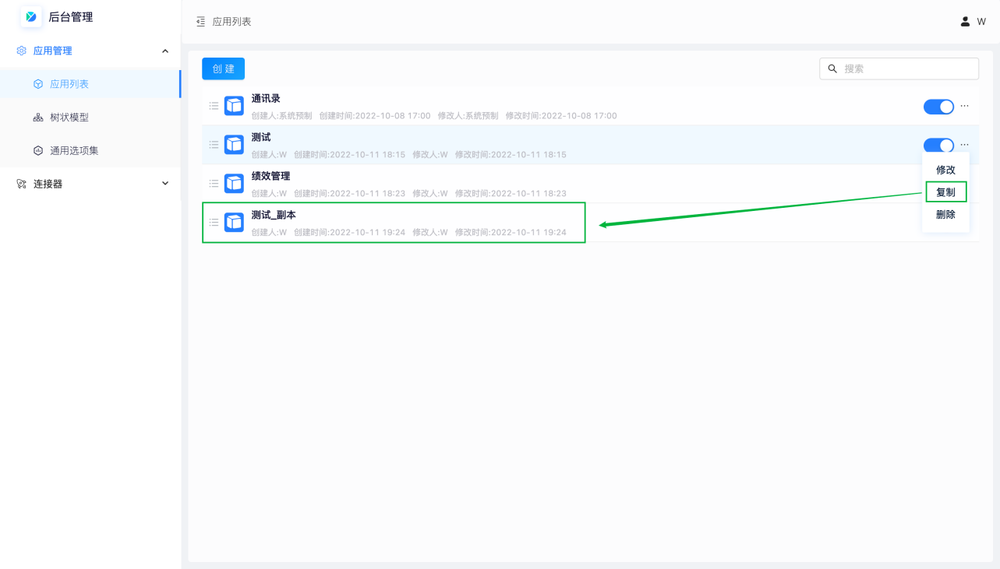 后台管理
应用列表
W
应用管理
应用列表
树状模型
通用选项集
连接器
创 建
搜索
通讯录
创建人:系统预制 创建时间:2022-10-08 17:00 修改人:系统预制 修改时间:2022-10-08 17:00
测试
创建人:W 创建时间:2022-10-11 18:15 修改人:W 修改时间:2022-10-11 18:15
绩效管理
创建人:W 创建时间:2022-10-11 18:23 修改人:W 修改时间:2022-10-11 18:23
测试_副本
创建人:W 创建时间:2022-10-11 19:24 修改人:W 修改时间:2022-10-11 19:24
修改
复制
删除